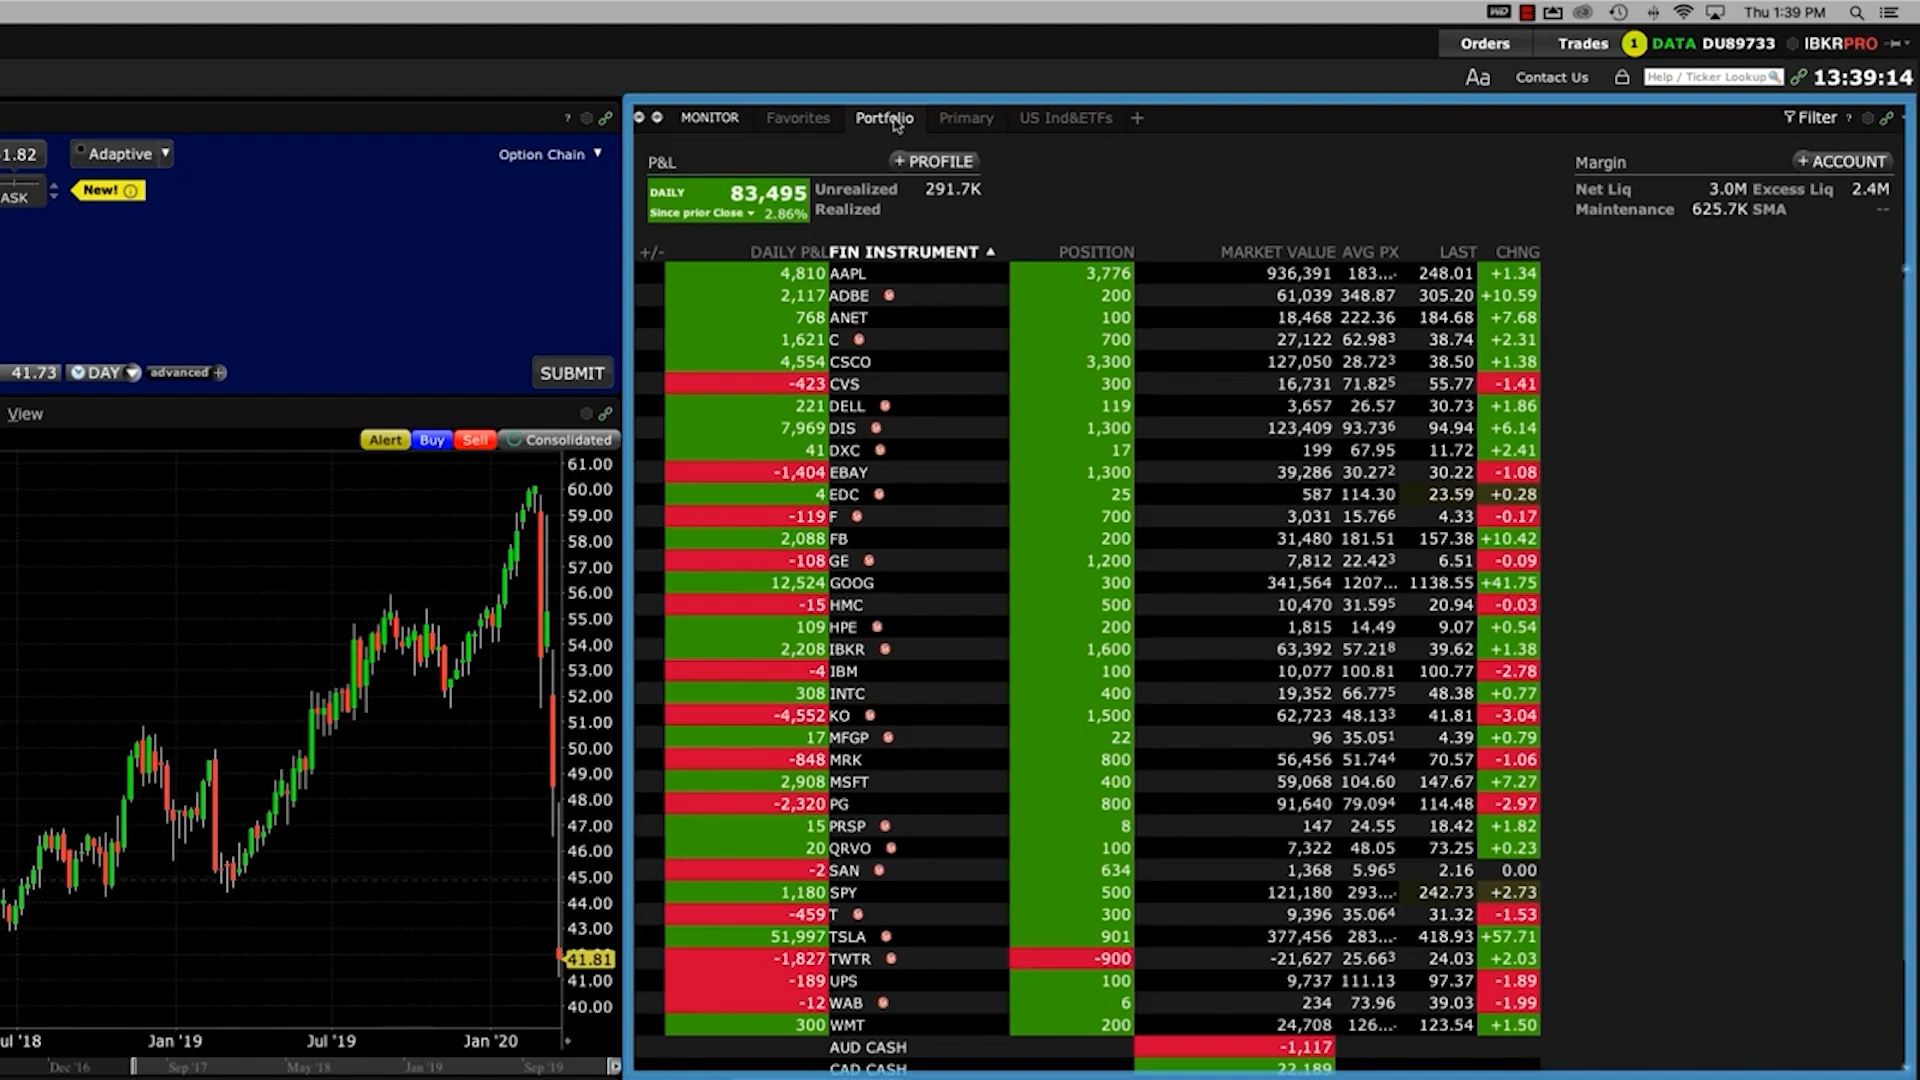 Thu 1:39 PM
Orders Trades 1 DATA DU89733 IBKRPRO
Aa Contact Us Help / Ticker Lookup 13:39:14
?
1.82 Adaptive Option Chain
ASK New!
41.73 DAY advanced + SUBMIT
View
Alert Buy Sell Consolidated
61.00
60.00
59.00
58.00
57.00
56.00
55.00
54.00
53.00
52.00
51.00
50.00
49.00
48.00
47.00
46.00
45.00
44.00
43.00
41.81
41.00
40.00
ul '18 Jan '19 Jul '19 Jan '20
Dec '16 Sep '17 May '18 Jan '19 Sep '19
MONITOR Favorites Portfolio Primary US Ind&ETFs + Filter ?
P&L + PROFILE Margin + ACCOUNT
DAILY 83,495 Unrealized 291.7K Net Liq 3.0M Excess Liq 2.4M
Since prior Close 2.86% Realized Maintenance 625.7K SMA --
+/- DAILY P&L FIN INSTRUMENT POSITION MARKET VALUE AVG PX LAST CHNG
4,810 AAPL 3,776 936,391 183... 248.01 +1.34
2,117 ADBE 200 61,039 348.87 305.20 +10.59
768 ANET 100 18,468 222.36 184.68 +7.68
1,621 C 700 27,122 62.983 38.74 +2.31
4,554 CSCO 3,300 127,050 28.723 38.50 +1.38
-423 CVS 300 16,731 71.825 55.77 -1.41
221 DELL 119 3,657 26.57 30.73 +1.86
7,969 DIS 1,300 123,409 93.736 94.94 +6.14
41 DXC 17 199 67.95 11.72 +2.41
-1,404 EBAY 1,300 39,286 30.272 30.22 -1.08
4 EDC 25 587 114.30 23.59 +0.28
-119 F 700 3,031 15.766 4.33 -0.17
2,088 FB 200 31,480 181.51 157.38 +10.42
-108 GE 1,200 7,812 22.423 6.51 -0.09
12,524 GOOG 300 341,564 1207... 1138.55 +41.75
-15 HMC 500 10,470 31.595 20.94 -0.03
109 HPE 200 1,815 14.49 9.07 +0.54
2,208 IBKR 1,600 63,392 57.218 39.62 +1.38
-4 IBM 100 10,077 100.81 100.77 -2.78
308 INTC 400 19,352 66.775 48.38 +0.77
-4,552 KO 1,500 62,723 48.133 41.81 -3.04
17 MFGP 22 96 35.051 4.39 +0.79
-848 MRK 800 56,456 51.744 70.57 -1.06
2,908 MSFT 400 59,068 104.60 147.67 +7.27
-2,320 PG 800 91,640 79.094 114.48 -2.97
15 PRSP 8 147 24.55 18.42 +1.82
20 QRVO 100 7,322 48.05 73.25 +0.23
-2 SAN 634 1,368 5.965 2.16 0.00
1,180 SPY 500 121,180 293... 242.73 +2.73
-459 T 300 9,396 35.064 31.32 -1.53
51,997 TSLA 901 377,456 283... 418.93 +57.71
-1,827 TWTR -900 -21,627 25.663 24.03 +2.03
-189 UPS 100 9,737 111.13 97.37 -1.89
-12 WAB 6 234 73.96 39.03 -1.99
300 WMT 200 24,708 126... 123.54 +1.50
AUD CASH -1,117
CAD CASH 22,189